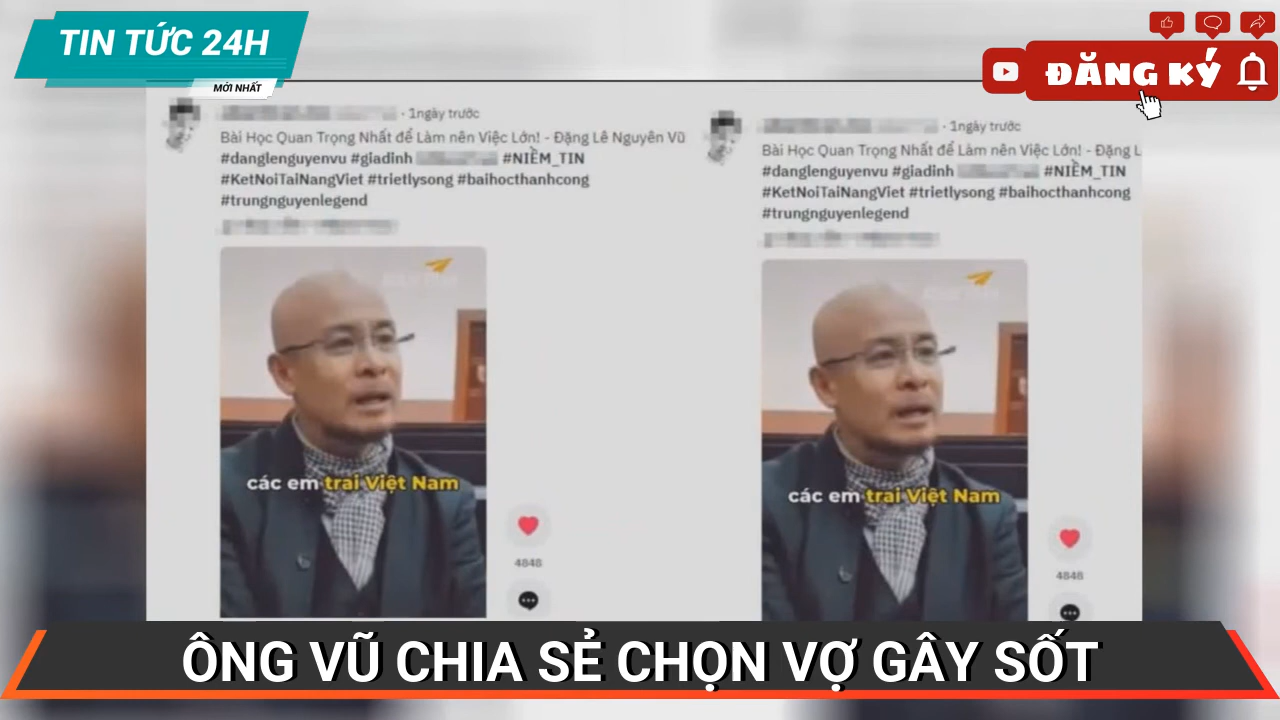 TIN TỨC 24H
MỚI NHẤT
ĐĂNG KÝ
· 1ngày trước
Bài Học Quan Trọng Nhất để Làm nên Việc Lớn! - Đặng Lê Nguyên Vũ
#danglenguyenvu #giadinh #NIỀM_TIN
#KetNoiTaiNangViet #trietlysong #baihocthanhcong
#trungnguyenlegend
các em trai Việt Nam
4848
· 1ngày trước
Bài Học Quan Trọng Nhất để Làm nên Việc Lớn! - Đặng L
#danglenguyenvu #giadinh #NIỀM_TIN
#KetNoiTaiNangViet #trietlysong #baihocthanhcong
#trungnguyenlegend
các em trai Việt Nam
4848
ÔNG VŨ CHIA SẺ CHỌN VỢ GÂY SỐT